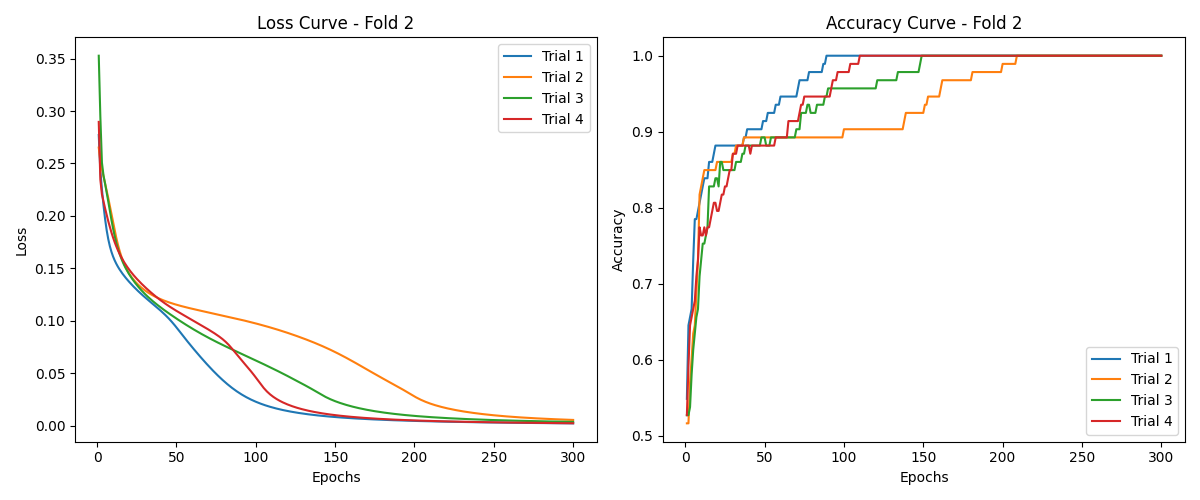 Loss Curve - Fold 2
Loss
0.35
0.30
0.25
0.20
0.15
0.10
0.05
0.00
0 50 100 150 200 250 300
Epochs
Trial 1
Trial 2
Trial 3
Trial 4
Accuracy Curve - Fold 2
Accuracy
1.0
0.9
0.8
0.7
0.6
0.5
0 50 100 150 200 250 300
Epochs
Trial 1
Trial 2
Trial 3
Trial 4